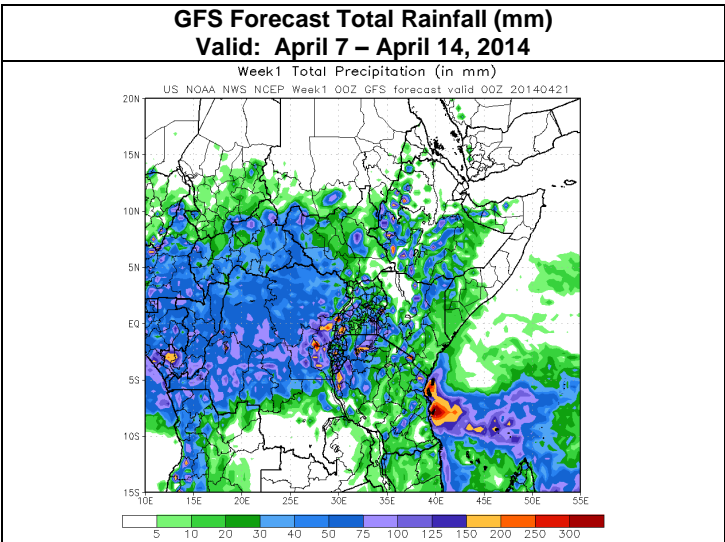 GFS Forecast Total Rainfall (mm)
Valid: April 7 – April 14, 2014
Week1 Total Precipitation (in mm)
US NOAA NWS NCEP Week1 00Z GFS forecast valid 00Z 20140421
20N
15N
10N
5N
EQ
5S
10S
15S
10E 15E 20E 25E 30E 35E 40E 45E 50E 55E
5 10 20 30 40 50 75 100 125 150 200 250 300